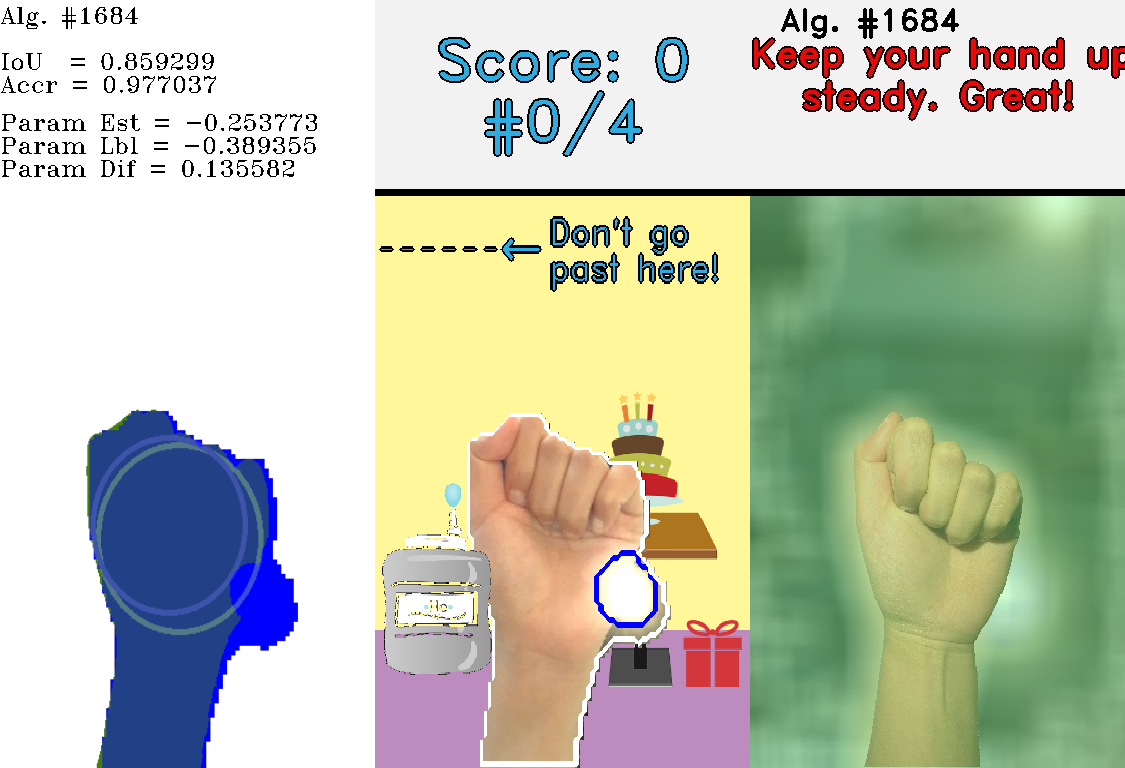 Alg. #1684
IoU = 0.859299
Accr = 0.977037
Param Est = −0.253773
Param Lbl = −0.389355
Param Dif = 0.135582
Score: 0
#0/4
Alg. #1684
Keep your hand up
steady. Great!
Don't go
past here!